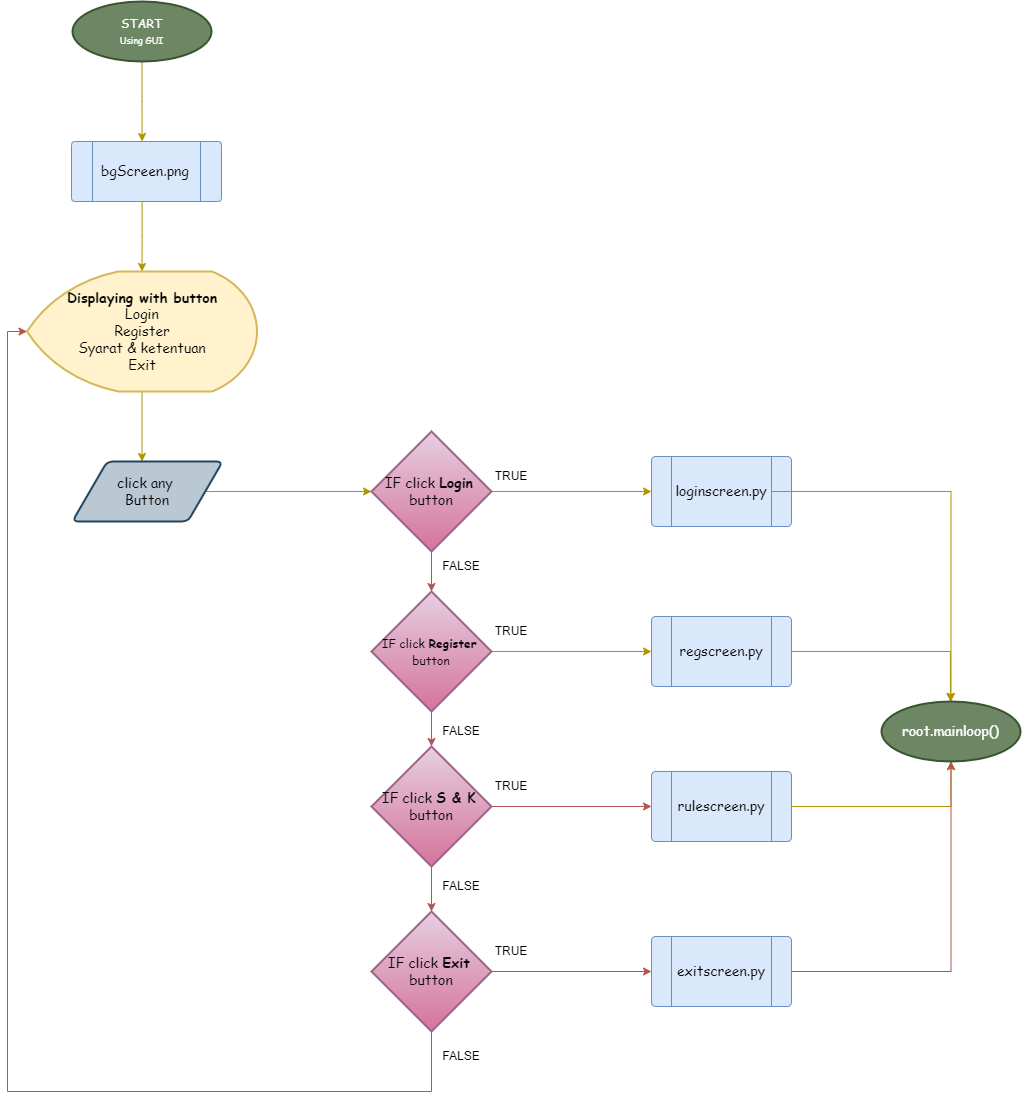 START
Using GUI
bgScreen.png
Displaying with button
Login
Register
Syarat & ketentuan
Exit
click any
Button
IF click Login
button
TRUE
loginscreen.py
FALSE
IF click Register
button
TRUE
regscreen.py
root.mainloop()
FALSE
IF click S & K
button
TRUE
rulescreen.py
FALSE
IF click Exit
button
TRUE
exitscreen.py
FALSE